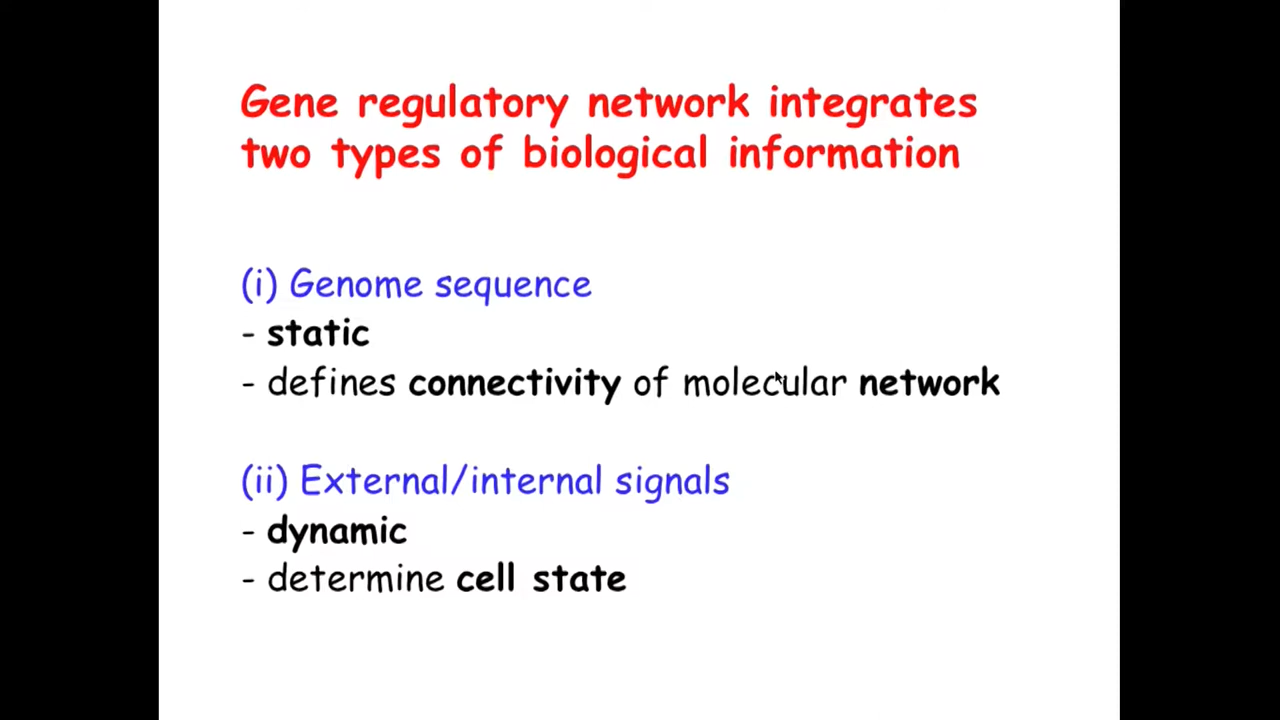 Gene regulatory network integrates
two types of biological information
(i) Genome sequence
- static
- defines connectivity of molecular network
(ii) External/internal signals
- dynamic
- determine cell state